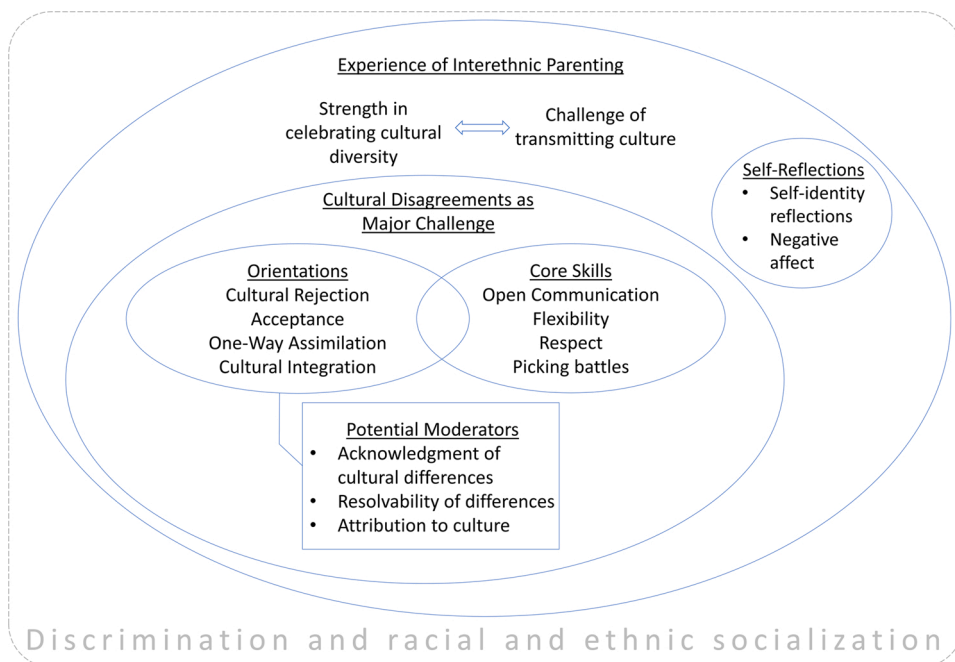 Experience of Interethnic Parenting
Strength in
celebrating cultural
diversity
Challenge of
transmitting culture
Self-Reflections
• Self-identity
reflections
• Negative
affect
Cultural Disagreements as
Major Challenge
Orientations
Cultural Rejection
Acceptance
One-Way Assimilation
Cultural Integration
Core Skills
Open Communication
Flexibility
Respect
Picking battles
Potential Moderators
• Acknowledgment of
cultural differences
• Resolvability of differences
• Attribution to culture
Discrimination and racial and ethnic socialization